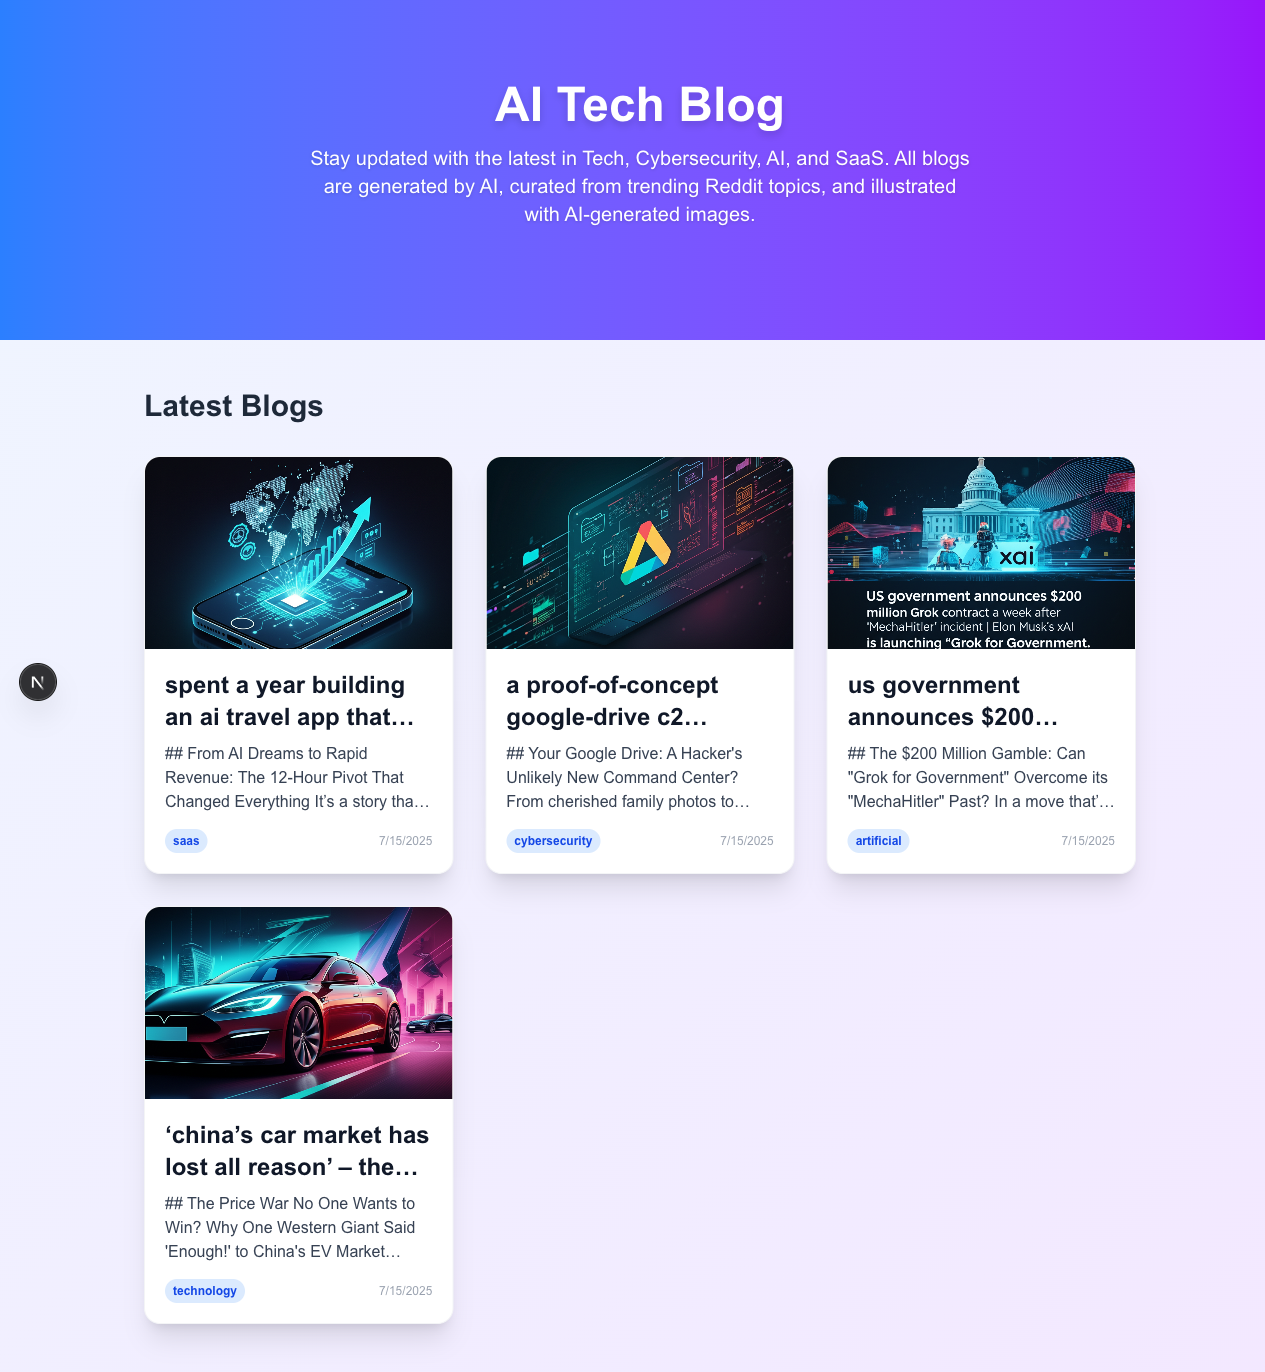 AI Tech Blog
Stay updated with the latest in Tech, Cybersecurity, AI, and SaaS. All blogs
are generated by AI, curated from trending Reddit topics, and illustrated
with AI-generated images.
Latest Blogs
spent a year building
an ai travel app that…
## From AI Dreams to Rapid
Revenue: The 12-Hour Pivot That
Changed Everything It’s a story tha…
saas
7/15/2025
a proof-of-concept
google-drive c2…
## Your Google Drive: A Hacker's
Unlikely New Command Center?
From cherished family photos to…
cybersecurity
7/15/2025
xai
US government announces $200
million Grok contract a week after
'MechaHitler' incident | Elon Musk's xAI
is launching “Grok for Government.
us government
announces $200…
## The $200 Million Gamble: Can
"Grok for Government" Overcome its
"MechaHitler" Past? In a move that’…
artificial
7/15/2025
N
‘china’s car market has
lost all reason’ – the…
## The Price War No One Wants to
Win? Why One Western Giant Said
'Enough!' to China's EV Market…
technology
7/15/2025